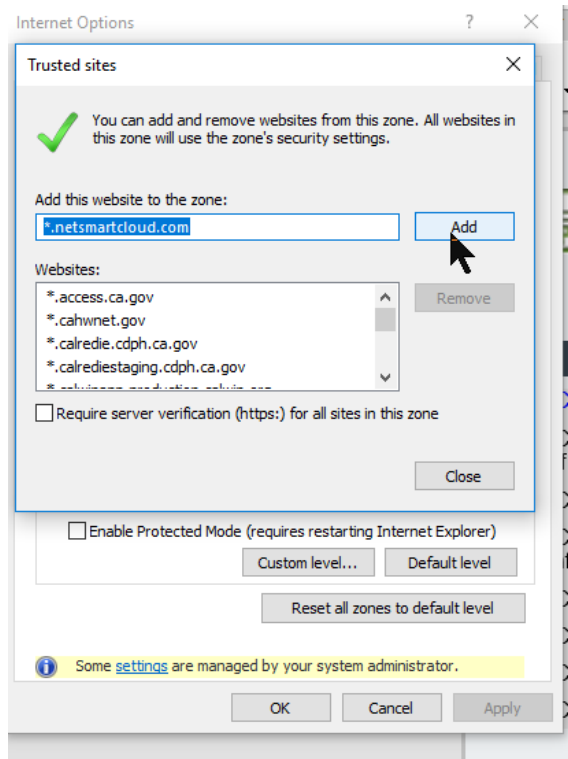 Internet Options
Trusted sites
You can add and remove websites from this zone. All websites in
this zone will use the zone's security settings.
Add this website to the zone:
*.netsmartcloud.com
Add
Websites:
*.access.ca.gov
Remove
*.cahwnet.gov
*.calredie.cdph.ca.gov
*.calrediestaging.cdph.ca.gov
Require server verification (https:) for all sites in this zone
Close
Enable Protected Mode (requires restarting Internet Explorer)
Custom level...
Default level
Reset all zones to default level
Some settings are managed by your system administrator.
OK
Cancel
Apply